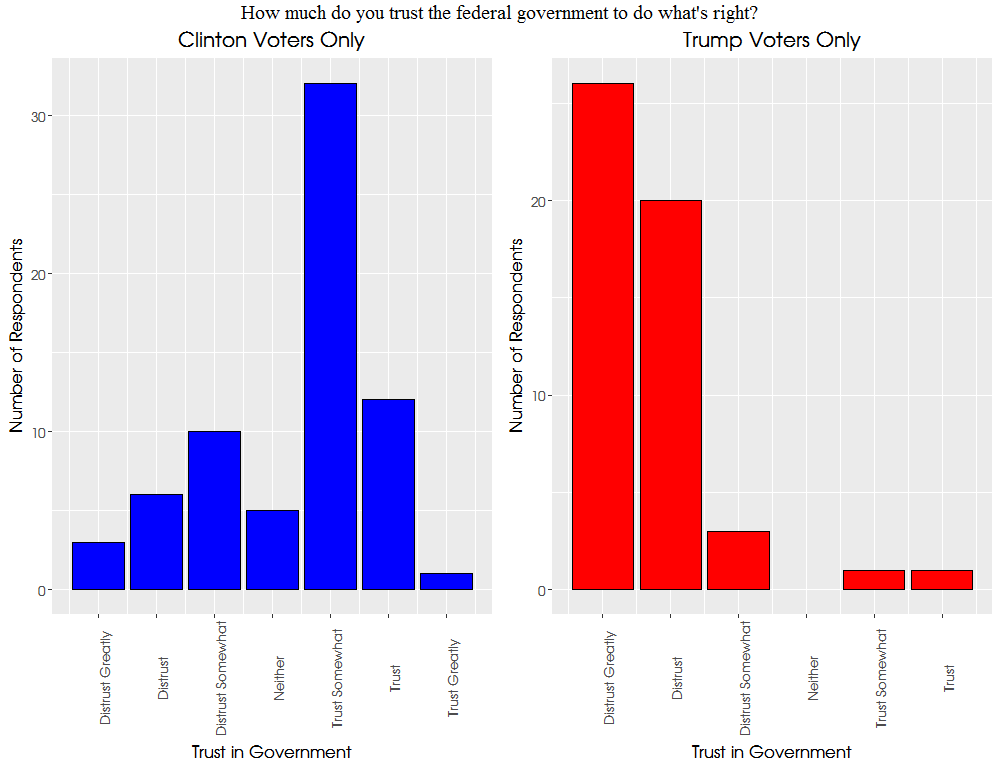 How much do you trust the federal government to do what's right?
Clinton Voters Only
Number of Respondents
30
20
10
0
Distrust Greatly
Distrust
Distrust Somewhat
Neither
Trust Somewhat
Trust
Trust Greatly
Trust in Government
Trump Voters Only
Number of Respondents
20
10
0
Distrust Greatly
Distrust
Distrust Somewhat
Neither
Trust Somewhat
Trust
Trust in Government